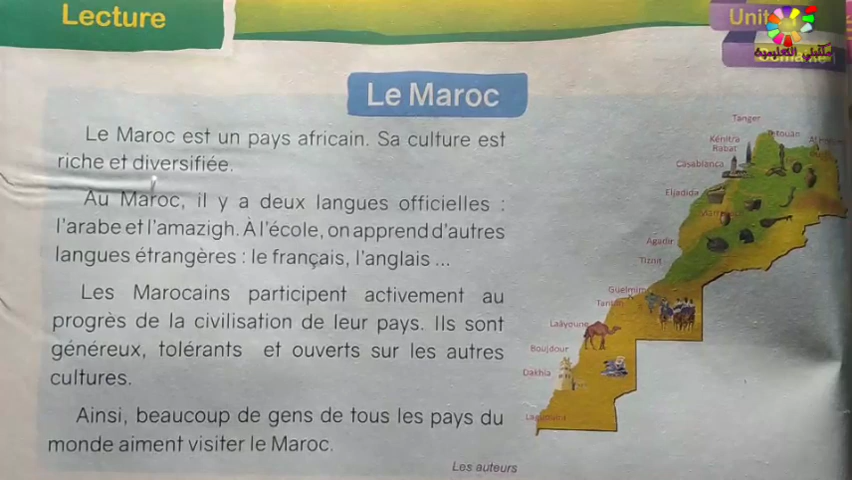 Lecture
Le Maroc
Le Maroc est un pays africain. Sa culture est
riche et diversifiée.
Au Maroc, il y a deux langues officielles :
l'arabe et l'amazigh. À l'école, on apprend d'autres
langues étrangères : le français, l'anglais ...
Les Marocains participent activement au
progrès de la civilisation de leur pays. Ils sont
généreux, tolérants et ouverts sur les autres
cultures.
Ainsi, beaucoup de gens de tous les pays du
monde aiment visiter le Maroc.
Les auteurs
Tanger
Kénitra
Rabat
Casablanca
Eljadida
Agadir
Tiznit
Guelmim
Laâyoune
Boujdour